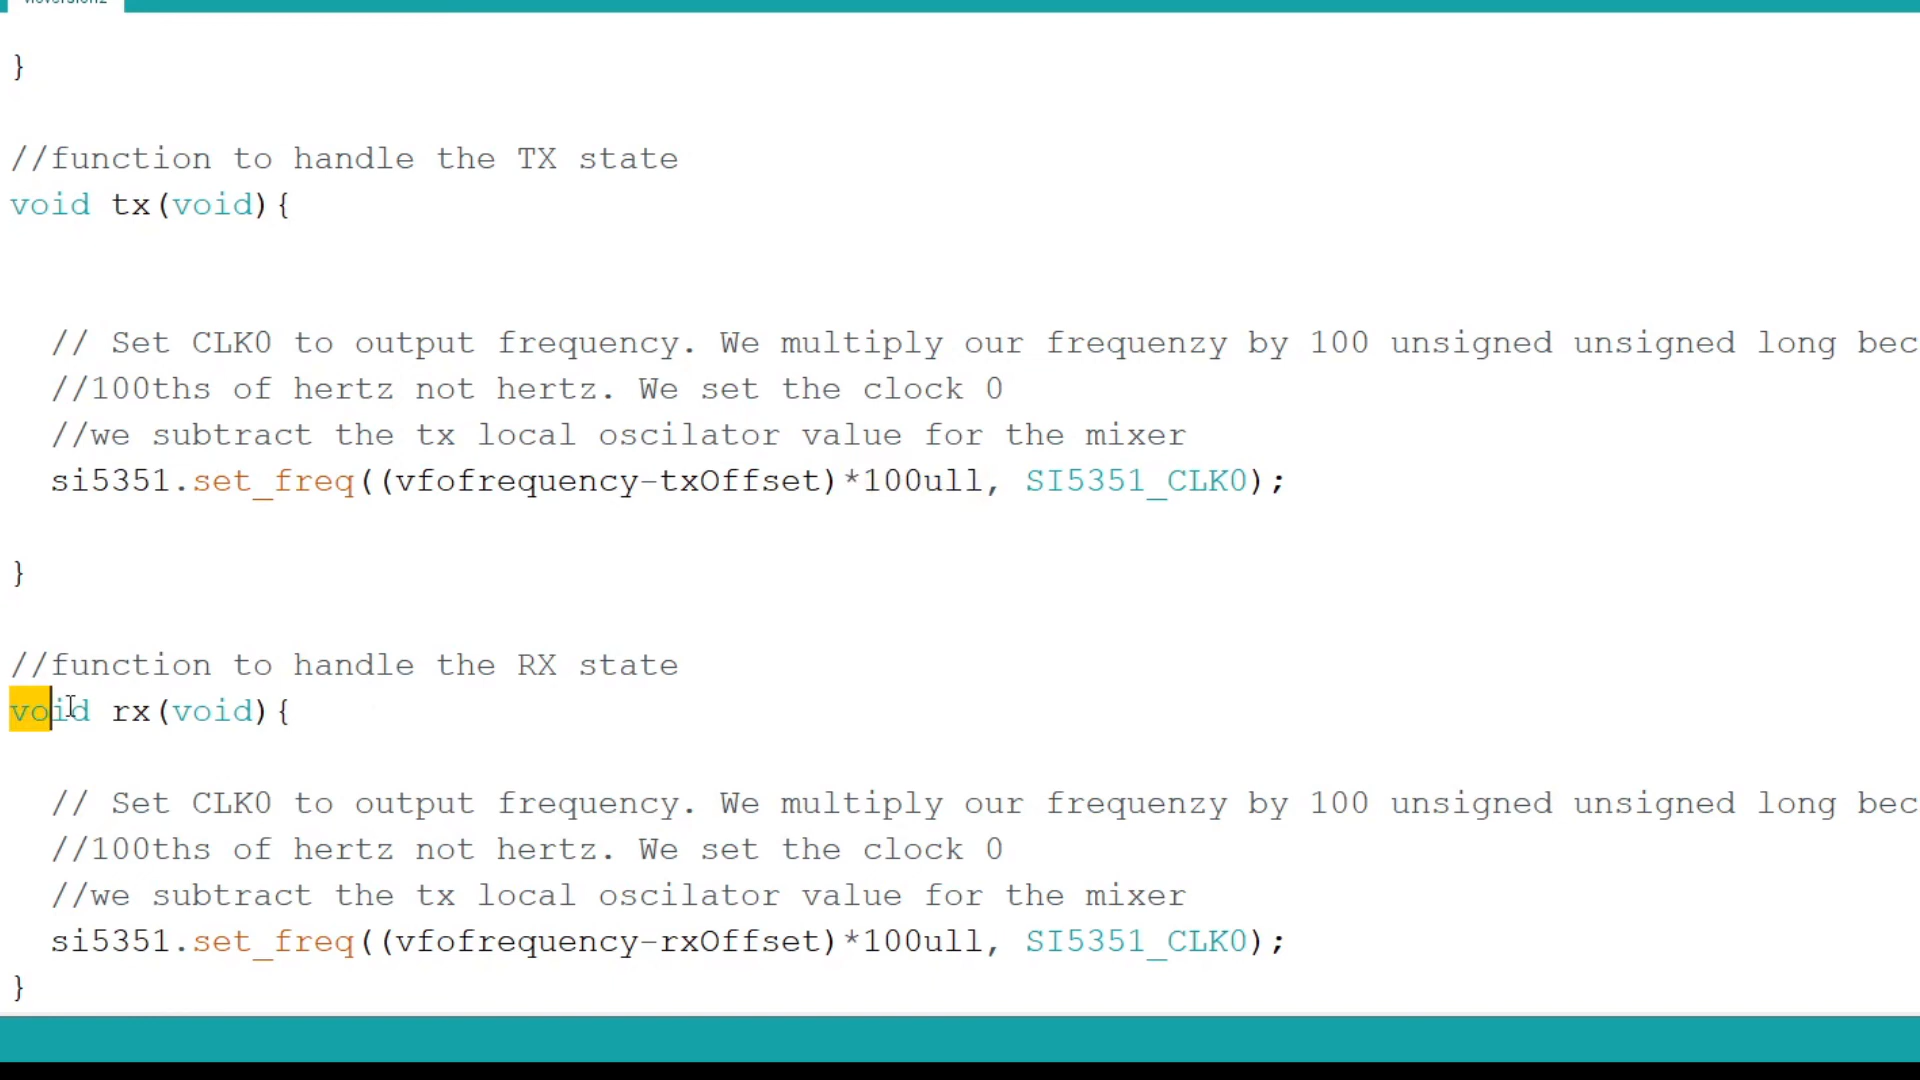 }
//function to handle the TX state
void tx(void){
// Set CLK0 to output frequency. We multiply our frequenzy by 100 unsigned unsigned long bec
//100ths of hertz not hertz. We set the clock 0
//we subtract the tx local oscilator value for the mixer
si5351.set_freq((vfofrequency-txOffset)*100ull, SI5351_CLK0);
}
//function to handle the RX state
void rx(void){
// Set CLK0 to output frequency. We multiply our frequenzy by 100 unsigned unsigned long bec
//100ths of hertz not hertz. We set the clock 0
//we subtract the tx local oscilator value for the mixer
si5351.set_freq((vfofrequency-rxOffset)*100ull, SI5351_CLK0);
}